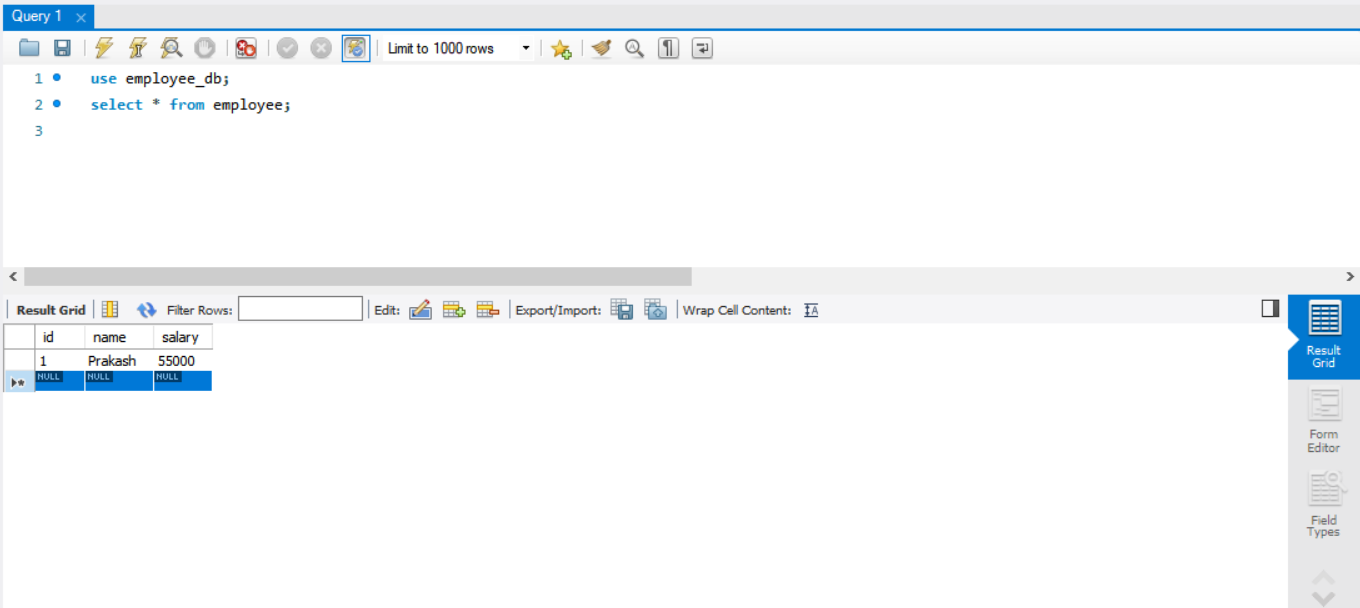 Query 1
Limit to 1000 rows
1 use employee_db;
2 select * from employee;
3
Result Grid Filter Rows: Edit: Export/Import: Wrap Cell Content:
id name salary
1 Prakash 55000
NULL NULL NULL
Result
Grid
Form
Editor
Field
Types